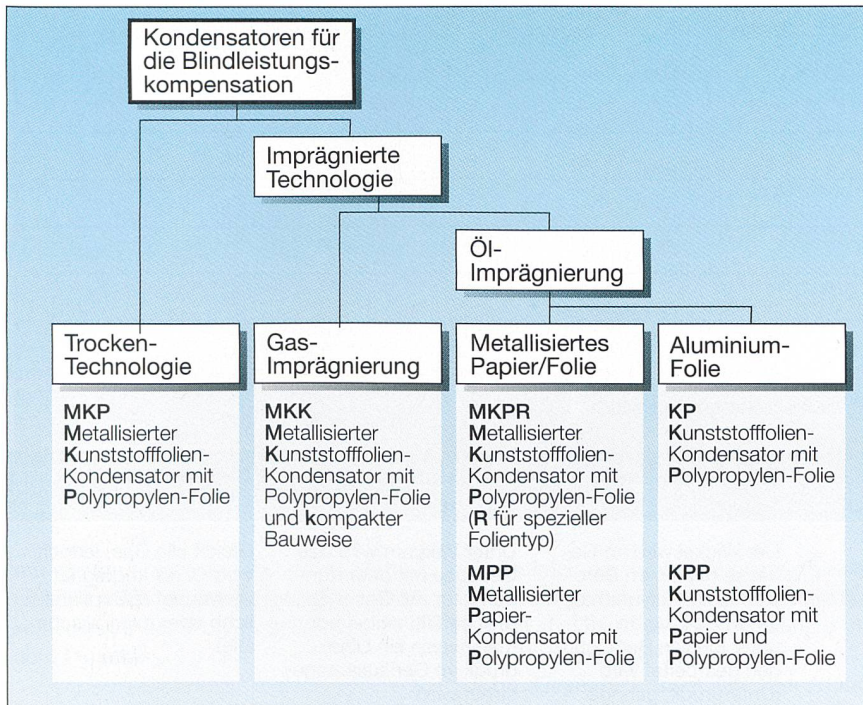 Kondensatoren für
die Blindleistungs-
kompensation
Imprägnierte
Technologie
Öl-
Imprägnierung
Trocken-
Technologie
MKP
Metallisierter
Kunststofffolien-
Kondensator mit
Polypropylen-Folie
Gas-
Imprägnierung
MKK
Metallisierter
Kunststofffolien-
Kondensator mit
Polypropylen-Folie
und kompakter
Bauweise
Metallisiertes
Papier/Folie
MKPR
Metallisierter
Kunststofffolien-
Kondensator mit
Polypropylen-Folie
(R für spezieller
Folientyp)
MPP
Metallisierter
Papier-
Kondensator mit
Polypropylen-Folie
Aluminium-
Folie
KP
Kunststofffolien-
Kondensator mit
Polypropylen-Folie
KPP
Kunststofffolien-
Kondensator mit
Papier und
Polypropylen-Folie